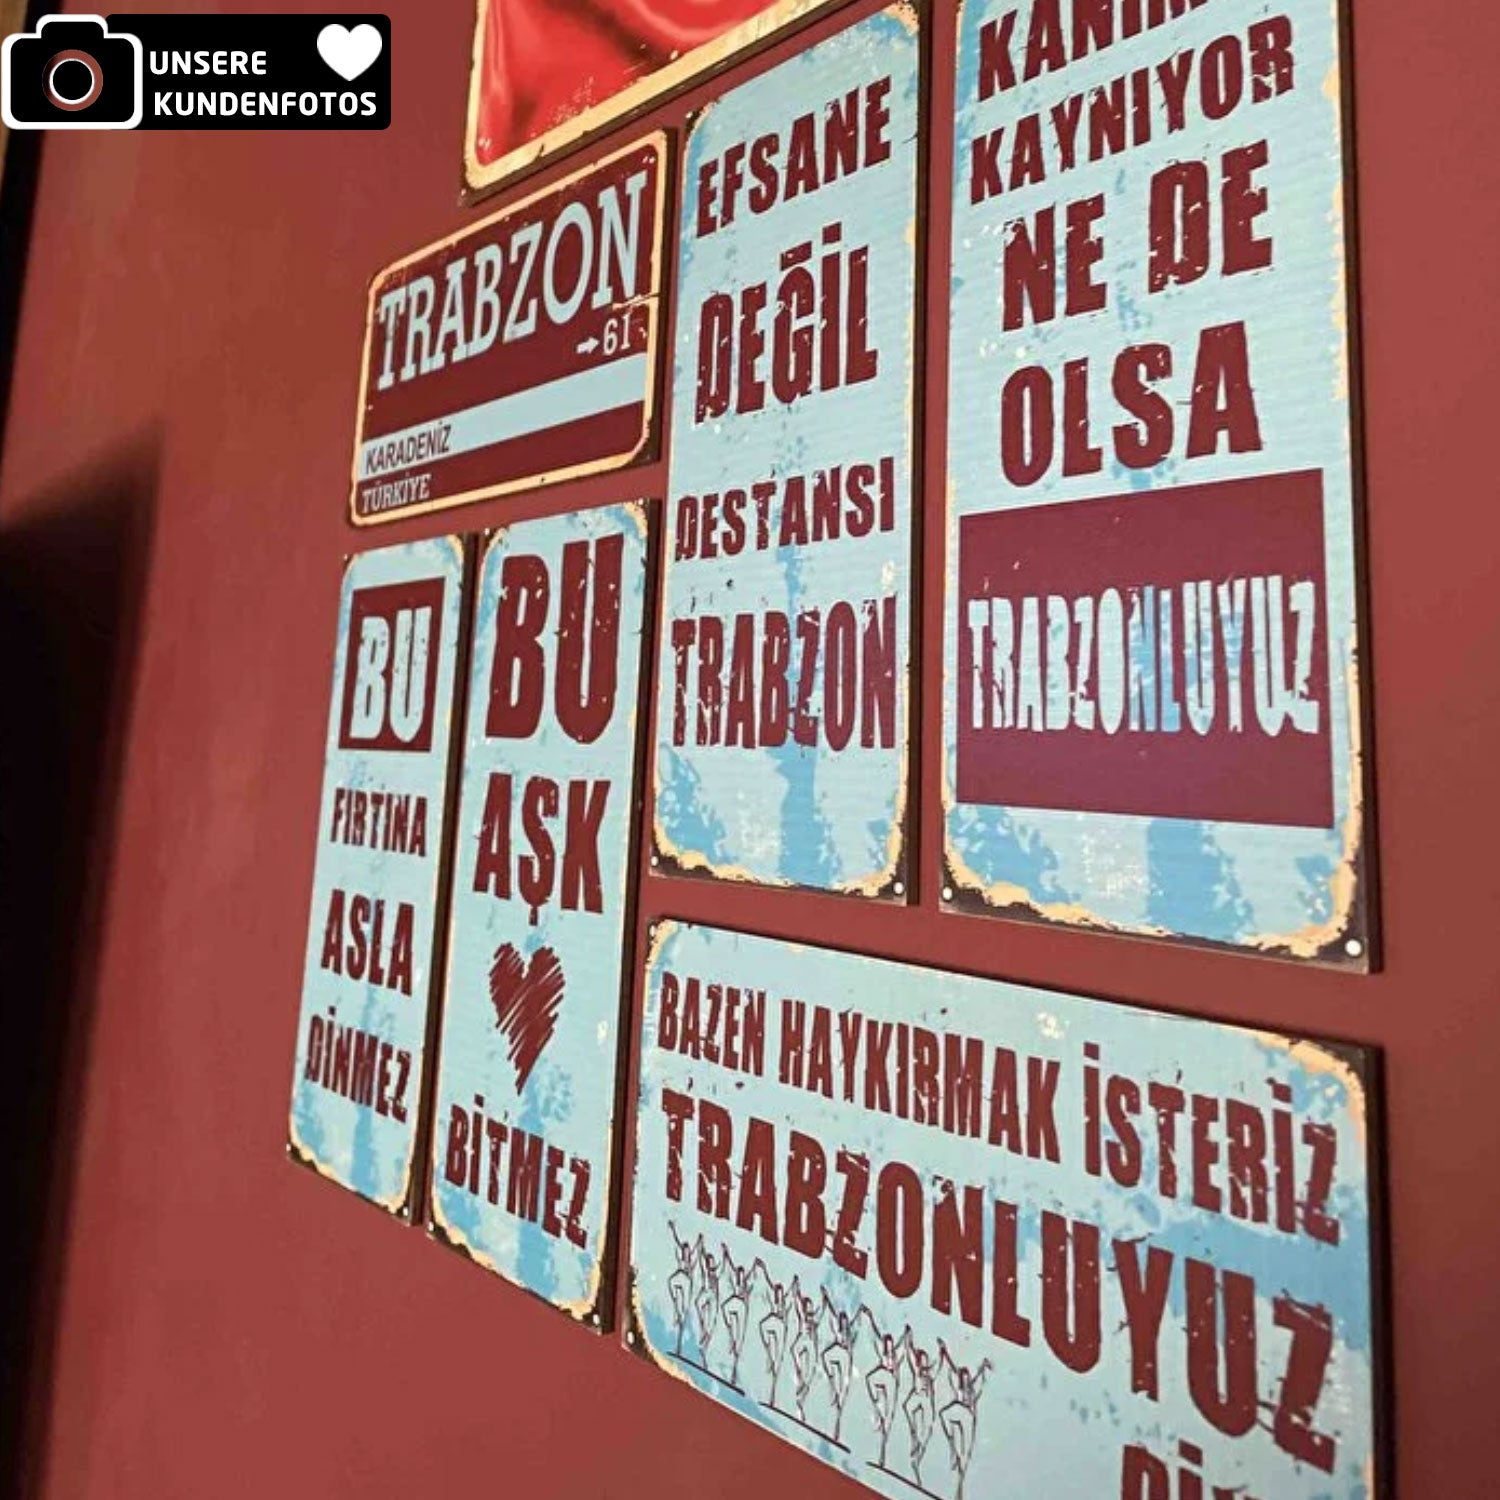 UNSERE
KUNDENFOTOS
TRABZON
61
KARADENİZ
TÜRKİYE
EFSANE
DEĞİL
DESTANSI
TRABZON
KAYNIYOR
NE DE
OLSA
TRABZONLUYUZ
BU
FIRTINA
ASLA
DİNMEZ
BU
AŞK
BİTMEZ
BAZEN HAYKIRMAK İSTERİZ
TRABZONLUYUZ